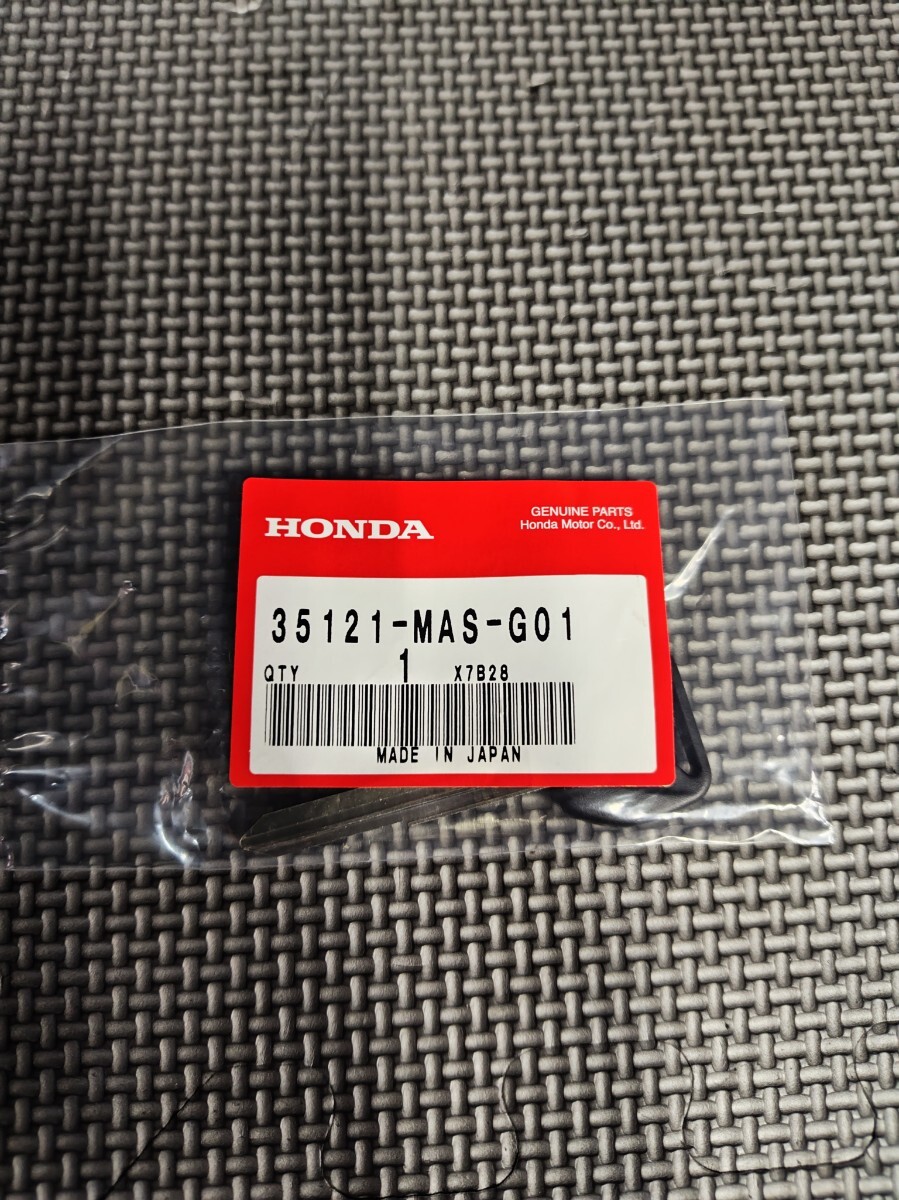 HONDA
GENUINE PARTS
Honda Motor Co., Ltd.
35121-MAS-G01
QTY 1 X7B28
MADE IN JAPAN